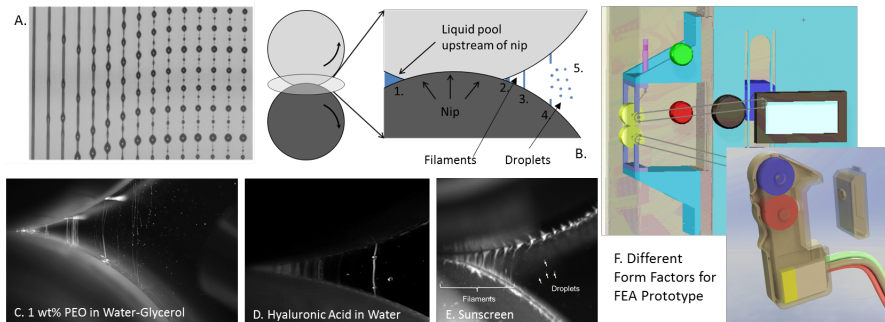 A.
Liquid pool
upstream of nip
1.
2.
3.
4.
5.
Nip
Filaments
Droplets
B.
C. 1 wt% PEO in Water-Glycerol
D. Hyaluronic Acid in Water
Filaments
Droplets
E. Sunscreen
F. Different
Form Factors for
FEA Prototype